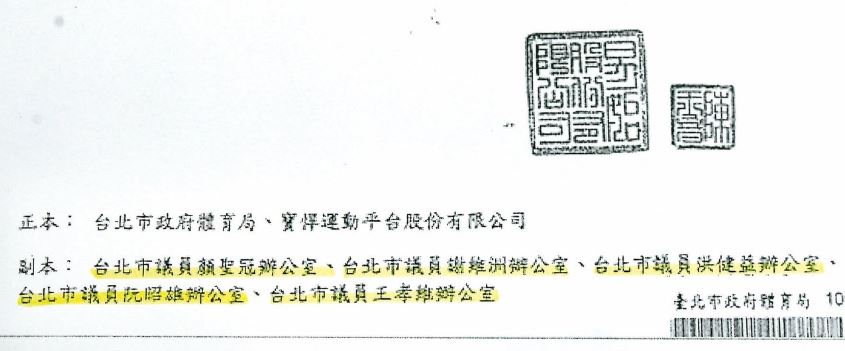 正本：台北市政府體育局、寶悍運動平台股份有限公司
副本：台北市議員顏聖冠辦公室、台北市議員謝維洲辦公室、台北市議員洪健益辦公室、
台北市議員阮昭雄辦公室、台北市議員王孝維辦公室
臺北市政府體育局 10